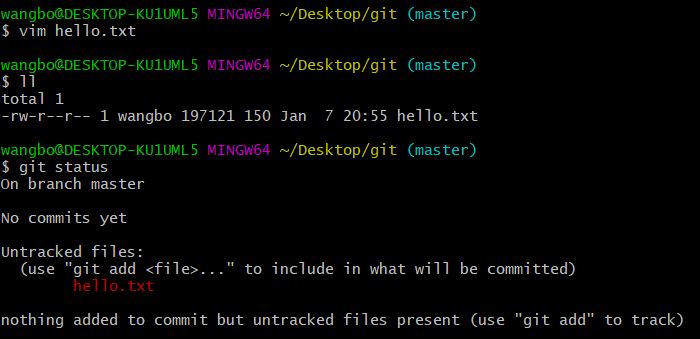 wangbo@DESKTOP-KU1UML5 MINGW64 ~/Desktop/git (master)
$ vim hello.txt
wangbo@DESKTOP-KU1UML5 MINGW64 ~/Desktop/git (master)
$ ll
total 1
-rw-r--r-- 1 wangbo 197121 150 Jan  7 20:55 hello.txt
wangbo@DESKTOP-KU1UML5 MINGW64 ~/Desktop/git (master)
$ git status
On branch master
No commits yet
Untracked files:
  (use "git add <file>..." to include in what will be committed)
        hello.txt
nothing added to commit but untracked files present (use "git add" to track)